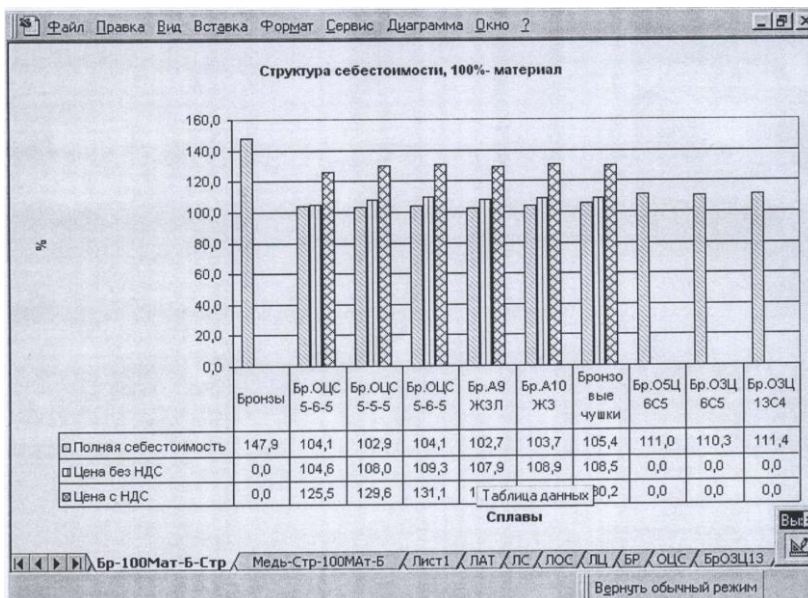 Файл Правка Вид Вставка Формат Сервис Диаграмма Окно ?
Структура себестоимости, 100%- материал
160,0
140,0
120,0
100,0
80,0
60,0
40,0
20,0
0,0
%
Бронзы Бр.ОЦС 5-6-5 Бр.ОЦС 5-5-5 Бр.ОЦС 5-6-5 Бр.А9 Ж3Л Бр.А10 Ж3 Бронзо вые чушки Бр.О5Ц 6С5 Бр.О3Ц 6С5 Бр.О3Ц 13С4
Полная себестоимость 147,9 104,1 102,9 104,1 102,7 103,7 105,4 111,0 110,3 111,4
Цена без НДС 0,0 104,6 108,0 109,3 107,9 108,9 108,5 0,0 0,0 0,0
Цена с НДС 0,0 125,5 129,6 131,1 Таблица данных 0,0 0,0 0,0
Сплавы
Бр-100Мат-Б-Стр Медь-Стр-100МАт-Б Лист1 ЛАТ ЛС ЛОС ЛЦ БР ОЦС БрОЗЦ13
Вернуть обычный режим